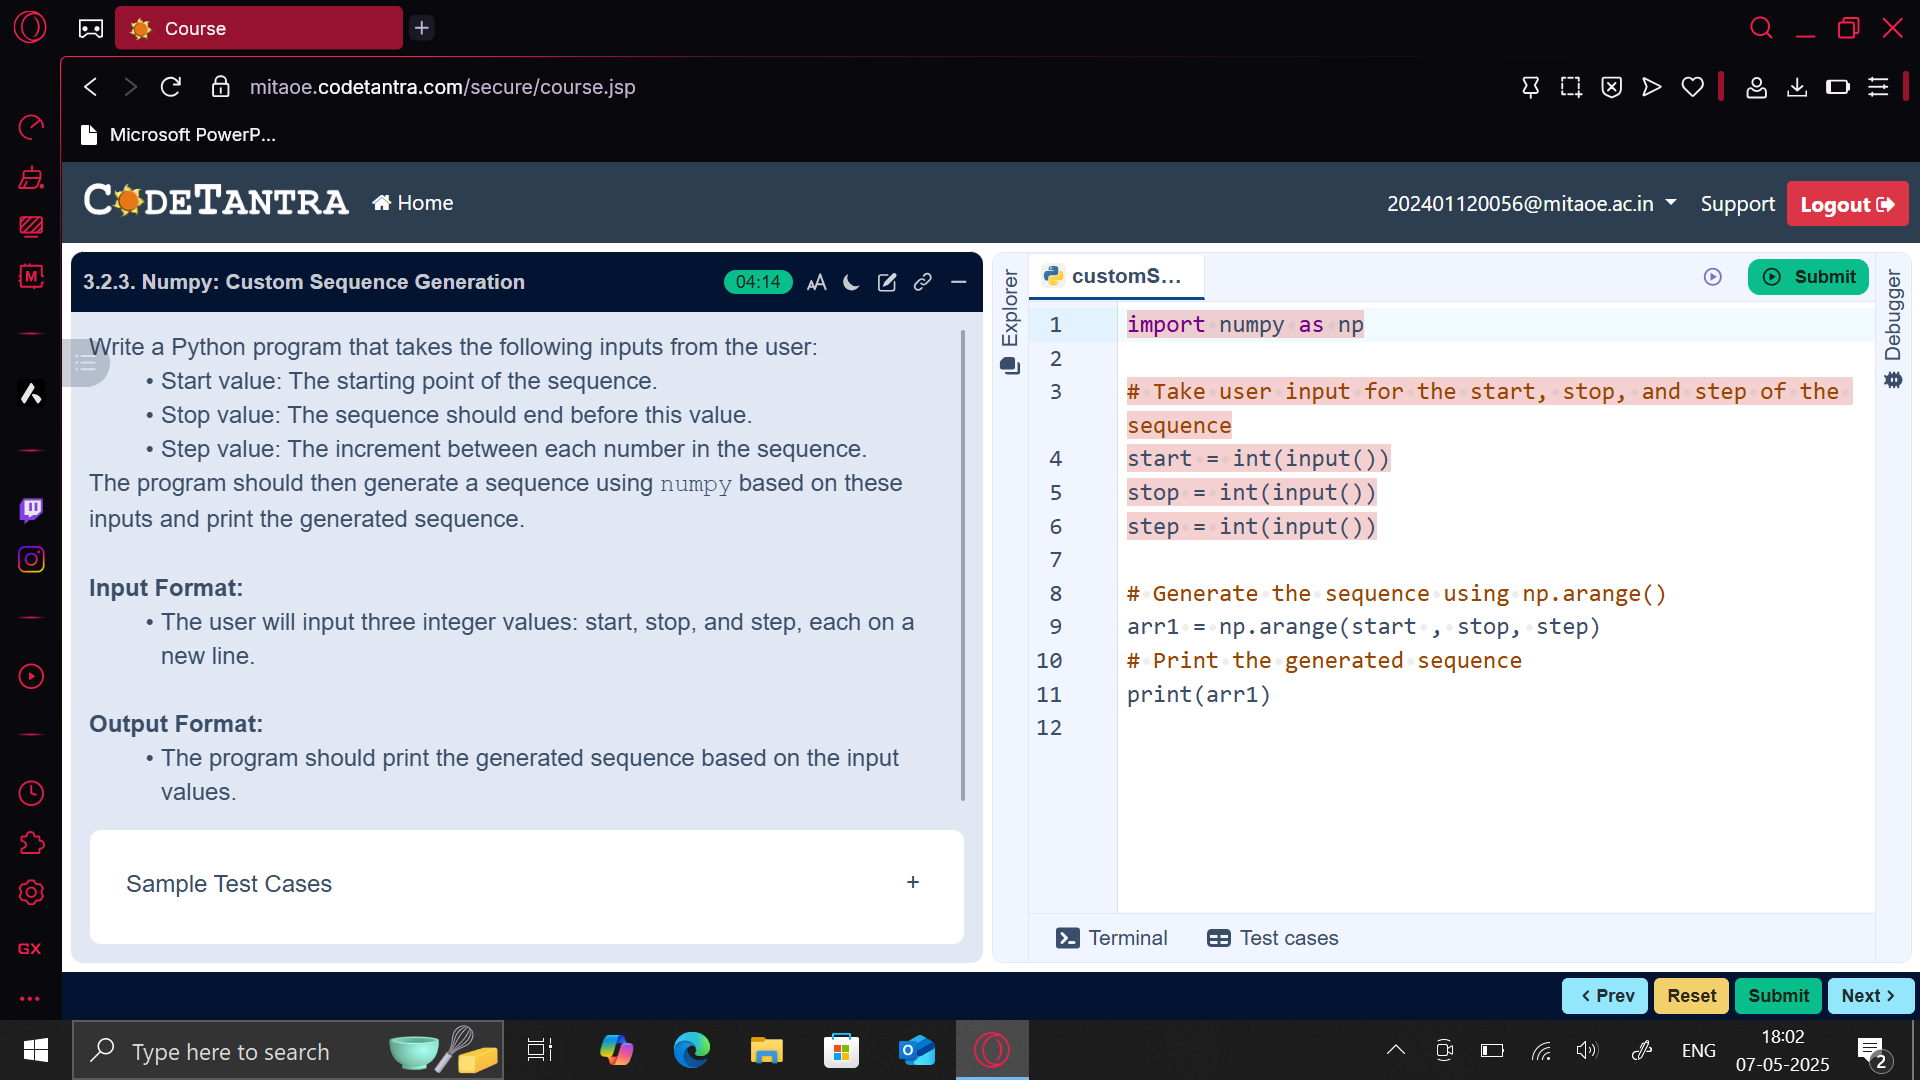 Course
mitaoe.codetantra.com/secure/course.jsp
Microsoft PowerP...
CODETANTRA
Home
202401120056@mitaoe.ac.in
Support
Logout
3.2.3. Numpy: Custom Sequence Generation
04:14
AA
Write a Python program that takes the following inputs from the user:
• Start value: The starting point of the sequence.
• Stop value: The sequence should end before this value.
• Step value: The increment between each number in the sequence.
The program should then generate a sequence using numpy based on these
inputs and print the generated sequence.
Input Format:
• The user will input three integer values: start, stop, and step, each on a
new line.
Output Format:
• The program should print the generated sequence based on the input
values.
Sample Test Cases
+
Explorer
customS...
Submit
Debugger
1 import numpy as np
2
3 # Take user input for the start, stop, and step of the
sequence
4 start = int(input())
5 stop = int(input())
6 step = int(input())
7
8 # Generate the sequence using np.arange()
9 arr1 = np.arange(start , stop, step)
10 # Print the generated sequence
11 print(arr1)
12
Terminal
Test cases
< Prev
Reset
Submit
Next >
M
GX
Type here to search
ENG
18:02
07-05-2025
2